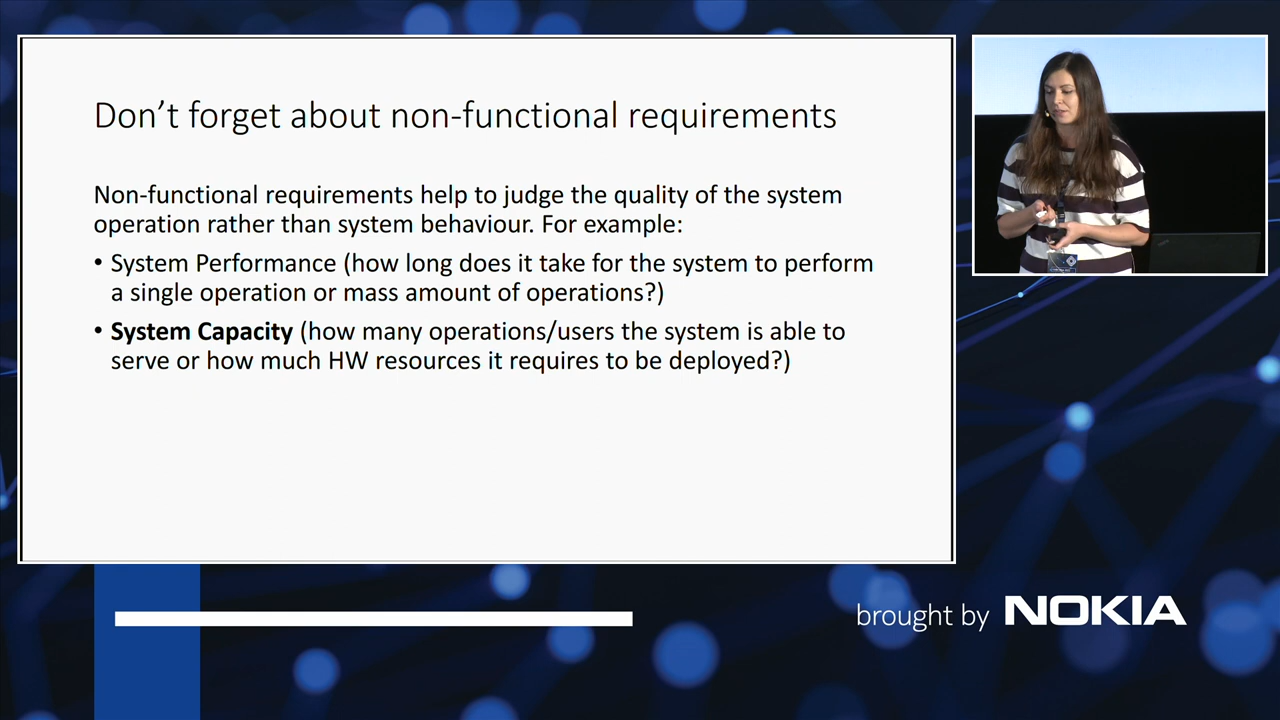 Don’t forget about non-functional requirements
Non-functional requirements help to judge the quality of the system
operation rather than system behaviour. For example:
• System Performance (how long does it take for the system to perform
a single operation or mass amount of operations?)
• System Capacity (how many operations/users the system is able to
serve or how much HW resources it requires to be deployed?)
brought by NOKIA